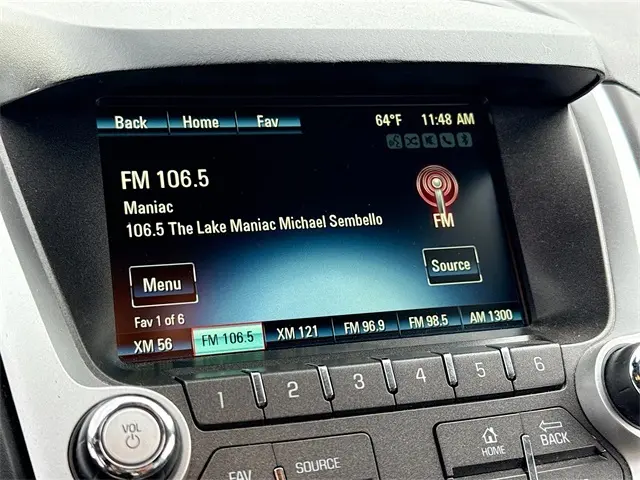 Back Home Fav 64°F 11:48 AM
FM 106.5
Maniac
106.5 The Lake Maniac Michael Sembello
FM
Menu
Source
Fav 1 of 6
XM 56 FM 106.5 XM 121 FM 96.9 FM 98.5 AM 1300
1 2 3 4 5 6
VOL
FAV SOURCE HOME BACK